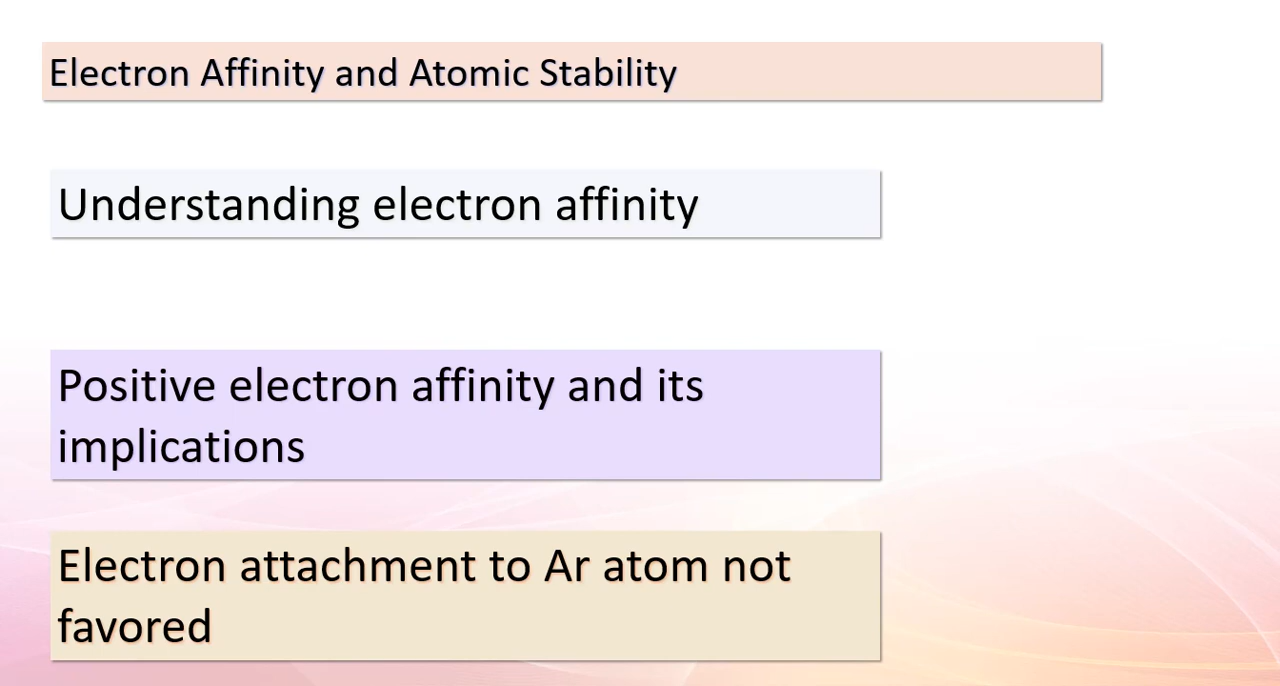 Electron Affinity and Atomic Stability
Understanding electron affinity
Positive electron affinity and its
implications
Electron attachment to Ar atom not
favored